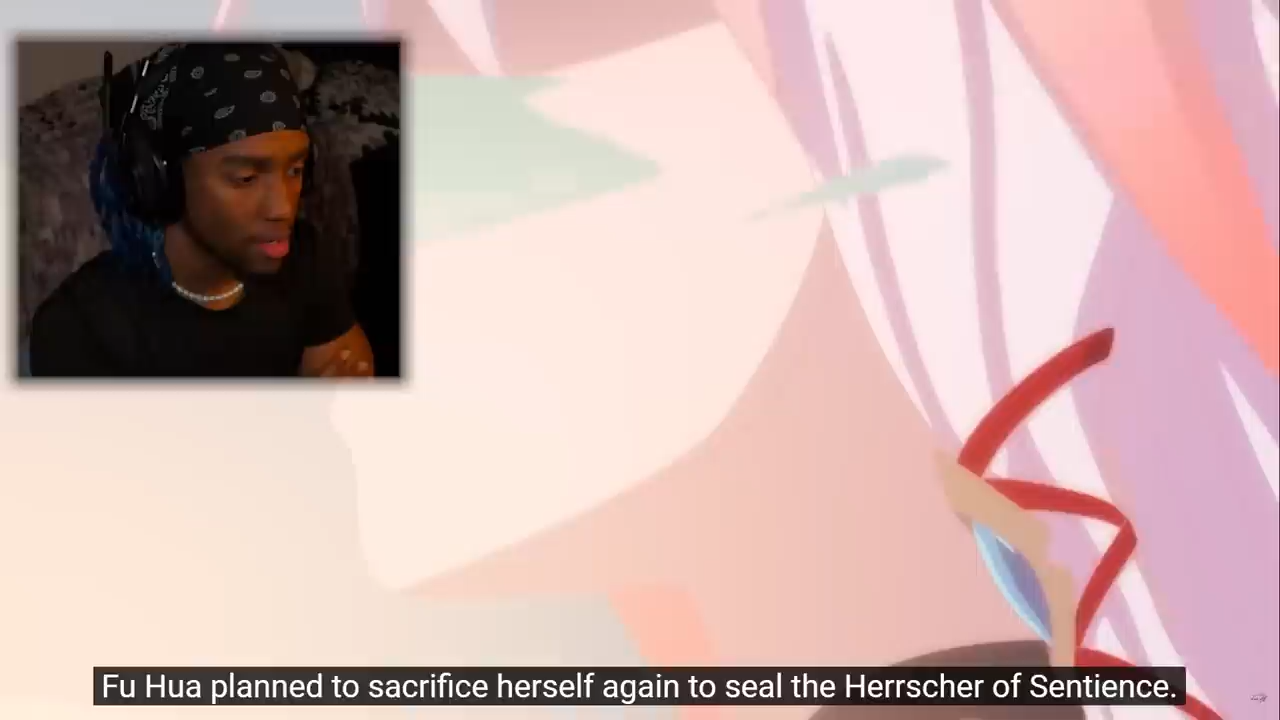 Fu Hua planned to sacrifice herself again to seal the Herrscher of Sentience.